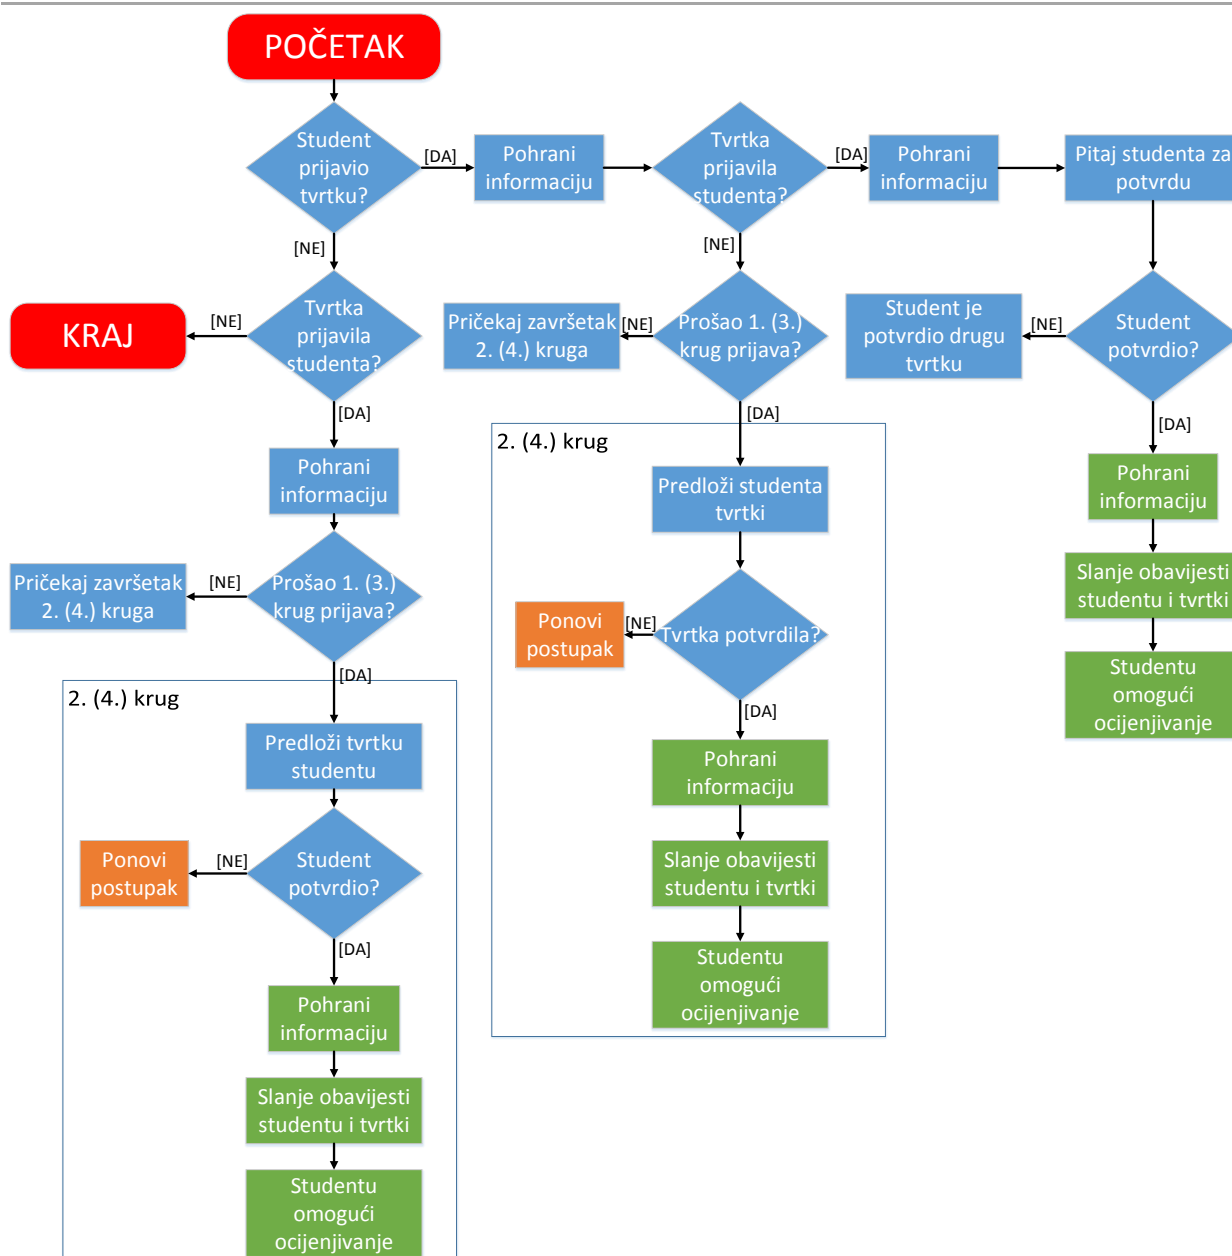 POČETAK
Student
prijavio
tvrtku?
[DA]
Pohrani
informaciju
Tvrtka
prijavila
studenta?
[DA]
Pohrani
informaciju
Pitaj studenta za
potvrdu
[NE]
[NE]
KRAJ
[NE]
Tvrtka
prijavila
studenta?
Pričekaj završetak
2. (4.) kruga
[NE]
Prošao 1. (3.)
krug prijava?
Student je
potvrdio drugu
tvrtku
[NE]
Student
potvrdio?
[DA]
[DA]
[DA]
2. (4.) krug
Pohrani
informaciju
Predloži studenta
tvrtki
Pohrani
informaciju
Pričekaj završetak
2. (4.) kruga
[NE]
Prošao 1. (3.)
krug prijava?
Ponovi
postupak
[NE]
Tvrtka potvrdila?
Slanje obavijesti
studentu i tvrtki
[DA]
[DA]
Studentu
omogući
ocijenjivanje
2. (4.) krug
Predloži tvrtku
studentu
Pohrani
informaciju
Ponovi
postupak
[NE]
Student
potvrdio?
Slanje obavijesti
studentu i tvrtki
[DA]
Studentu
omogući
ocijenjivanje
Pohrani
informaciju
Slanje obavijesti
studentu i tvrtki
Studentu
omogući
ocijenjivanje